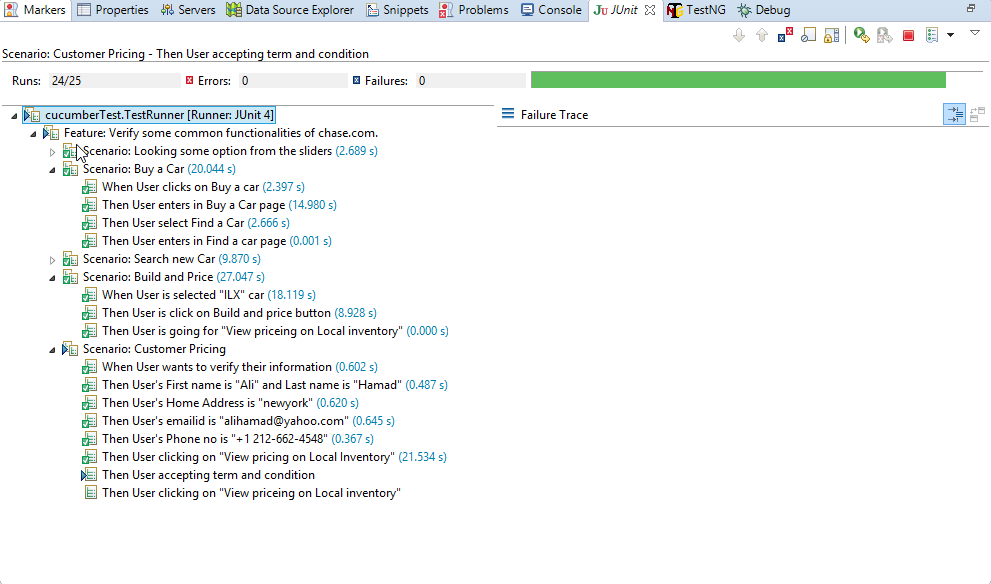 Markers Properties Servers Data Source Explorer Snippets Problems Console Ju JUnit TestNG Debug
Scenario: Customer Pricing - Then User accepting term and condition
Runs: 24/25 Errors: 0 Failures: 0
cucumberTest.TestRunner [Runner: JUnit 4] Failure Trace
Feature: Verify some common functionalities of chase.com.
Scenario: Looking some option from the sliders (2.689 s)
Scenario: Buy a Car (20.044 s)
When User clicks on Buy a car (2.397 s)
Then User enters in Buy a Car page (14.980 s)
Then User select Find a Car (2.666 s)
Then User enters in Find a car page (0.001 s)
Scenario: Search new Car (9.870 s)
Scenario: Build and Price (27.047 s)
When User is selected "ILX" car (18.119 s)
Then User is click on Build and price button (8.928 s)
Then User is going for "View priceing on Local inventory" (0.000 s)
Scenario: Customer Pricing
When User wants to verify their information (0.602 s)
Then User's First name is "Ali" and Last name is "Hamad" (0.487 s)
Then User's Home Address is "newyork" (0.620 s)
Then User's emailid is "alihamad@yahoo.com" (0.645 s)
Then User's Phone no is "+1 212-662-4548" (0.367 s)
Then User clicking on "View pricing on Local Inventory" (21.534 s)
Then User accepting term and condition
Then User clicking on "View priceing on Local inventory"